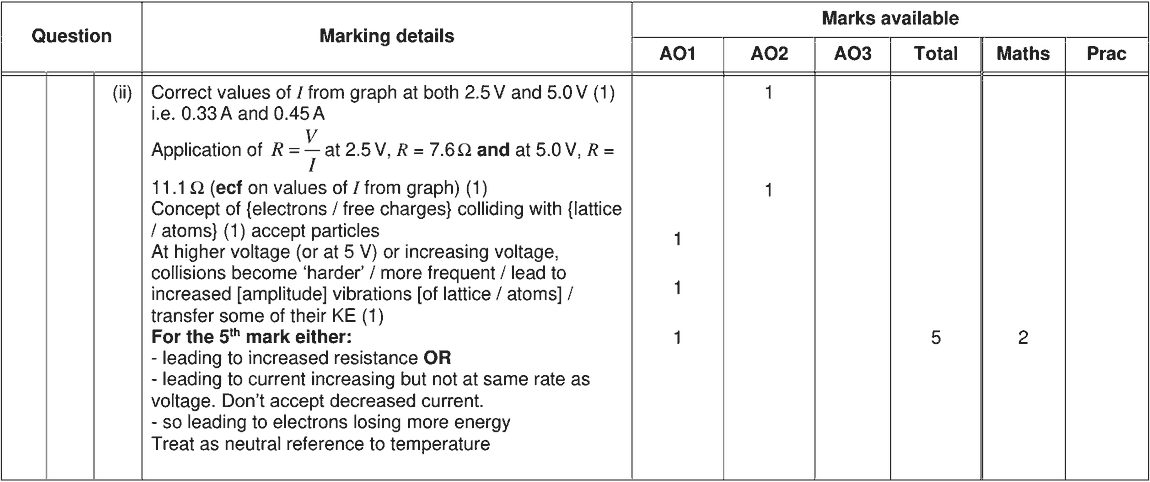 Question
Marking details
Marks available
AO1 AO2 AO3 Total Maths Prac
(ii) Correct values of I from graph at both 2.5 V and 5.0 V (1) 1
i.e. 0.33 A and 0.45 A
Application of R = V/I at 2.5 V, R = 7.6 Ω and at 5.0 V, R =
11.1 Ω (ecf on values of I from graph) (1) 1
Concept of {electrons / free charges} colliding with {lattice
/ atoms} (1) accept particles 1
At higher voltage (or at 5 V) or increasing voltage,
collisions become ‘harder’ / more frequent / lead to
increased [amplitude] vibrations [of lattice / atoms] / 1
transfer some of their KE (1)
For the 5th mark either: 1 5 2
- leading to increased resistance OR
- leading to current increasing but not at same rate as
voltage. Don’t accept decreased current.
- so leading to electrons losing more energy
Treat as neutral reference to temperature